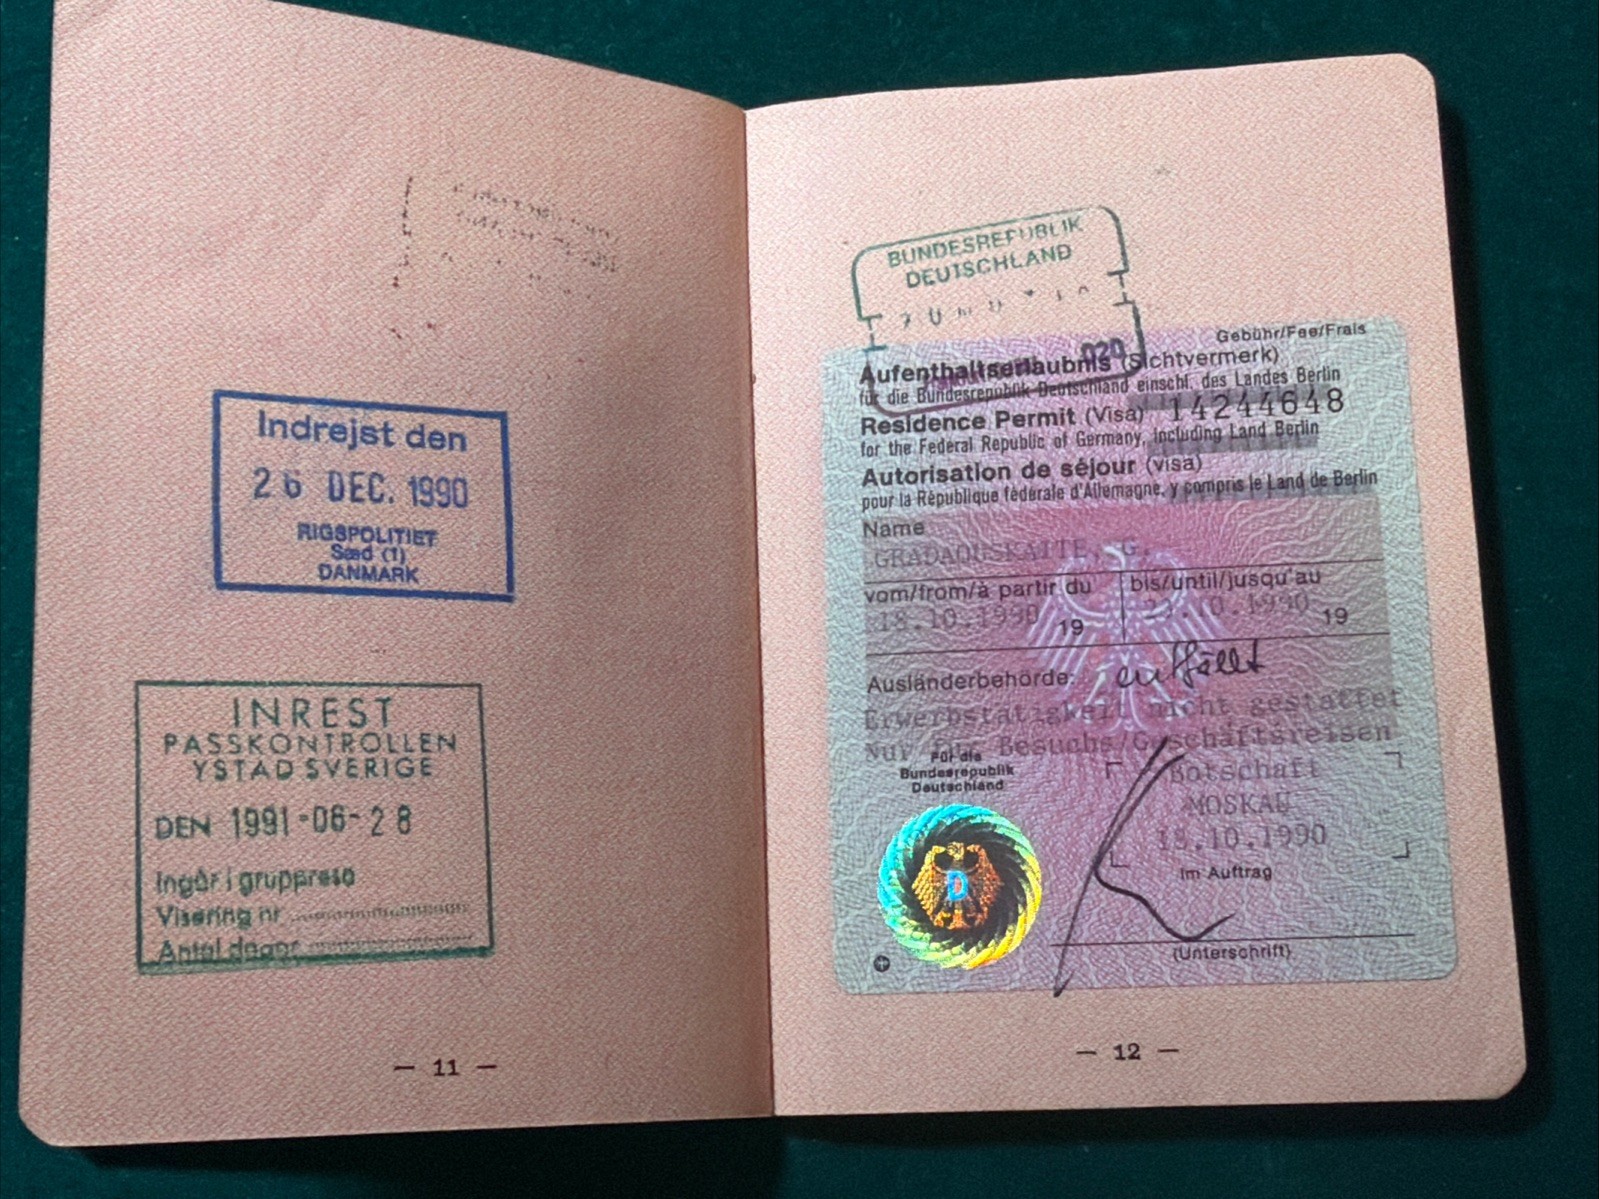 Indrejst den
26 DEC. 1990
RIGSPOLITIET
Sæd (1)
DANMARK
INREST
PASSKONTROLLEN
YSTAD SVERIGE
DEN 1991-06-28
Ingår i gruppresa
Visering nr
Antal dagar
— 11 —
BUNDESREPUBLIK
DEUTSCHLAND
020
Gebühr/Fee/Frais
Aufenthaltserlaubnis (Sichtvermerk)
für die Bundesrepublik Deutschland einschl. des Landes Berlin
Residence Permit (Visa) 14244648
for the Federal Republic of Germany, including Land Berlin
Autorisation de séjour (visa)
pour la République fédérale d'Allemagne, y compris le Land de Berlin
Name
GRADAOUSKAITE, G.
vom/from/à partir du bis/until/jusqu'au
18.10.1990 19 .10.1990 19
Ausländerbehörde: entfällt
Erwerbstätigkeit nicht gestattet
Nur für Besuchs/Geschäftsreisen
Für die
Bundesrepublik
Deutschland
Botschaft
MOSKAU
18.10.1990
D
Im Auftrag
(Unterschrift)
— 12 —